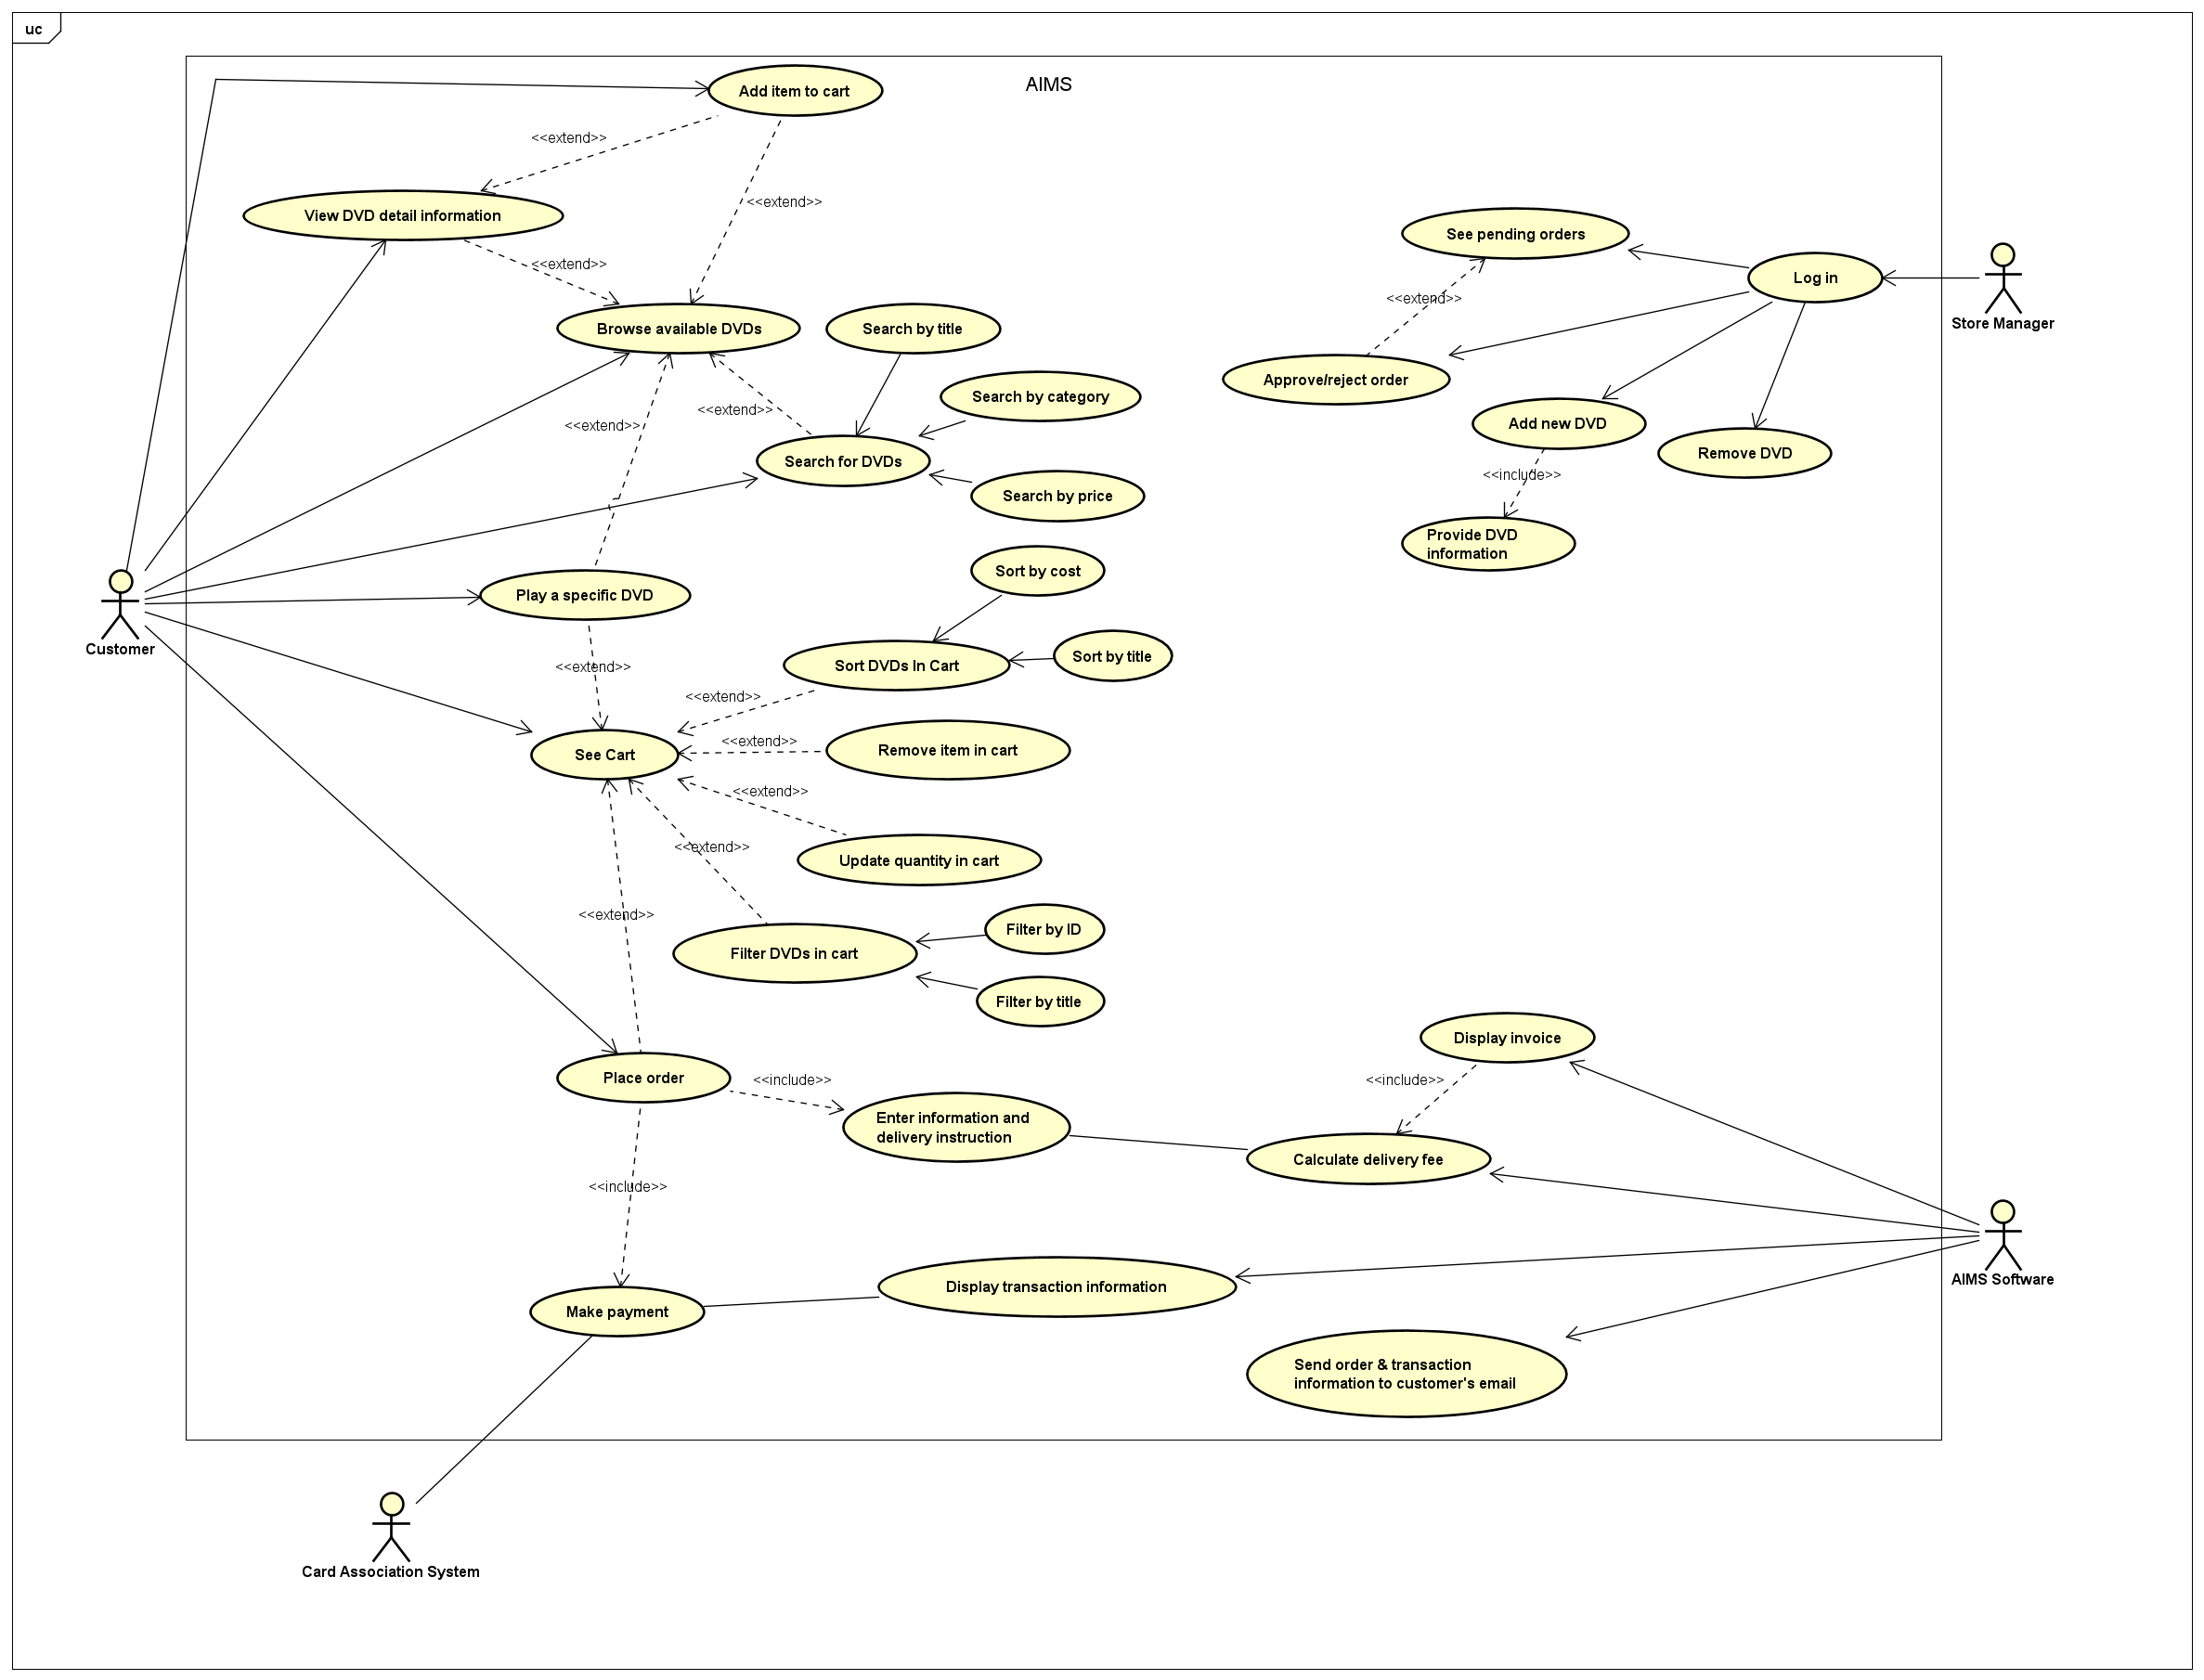 uc
AIMS
Add item to cart
<<extend>>
<<extend>>
View DVD detail information
<<extend>>
See pending orders
Log in
Store Manager
<<extend>>
Browse available DVDs
Search by title
Approve/reject order
Search by category
<<extend>>
<<extend>>
Add new DVD
Remove DVD
Search for DVDs
<<include>>
Search by price
Provide DVD
information
Sort by cost
Play a specific DVD
Customer
<<extend>>
Sort DVDs In Cart
Sort by title
<<extend>>
See Cart
<<extend>>
Remove item in cart
<<extend>>
<<extend>>
Update quantity in cart
<<extend>>
Filter by ID
Filter DVDs in cart
Filter by title
Display invoice
Place order
<<include>>
<<include>>
Enter information and
delivery instruction
Calculate delivery fee
<<include>>
AIMS Software
Display transaction information
Make payment
Send order & transaction
information to customer's email
Card Association System